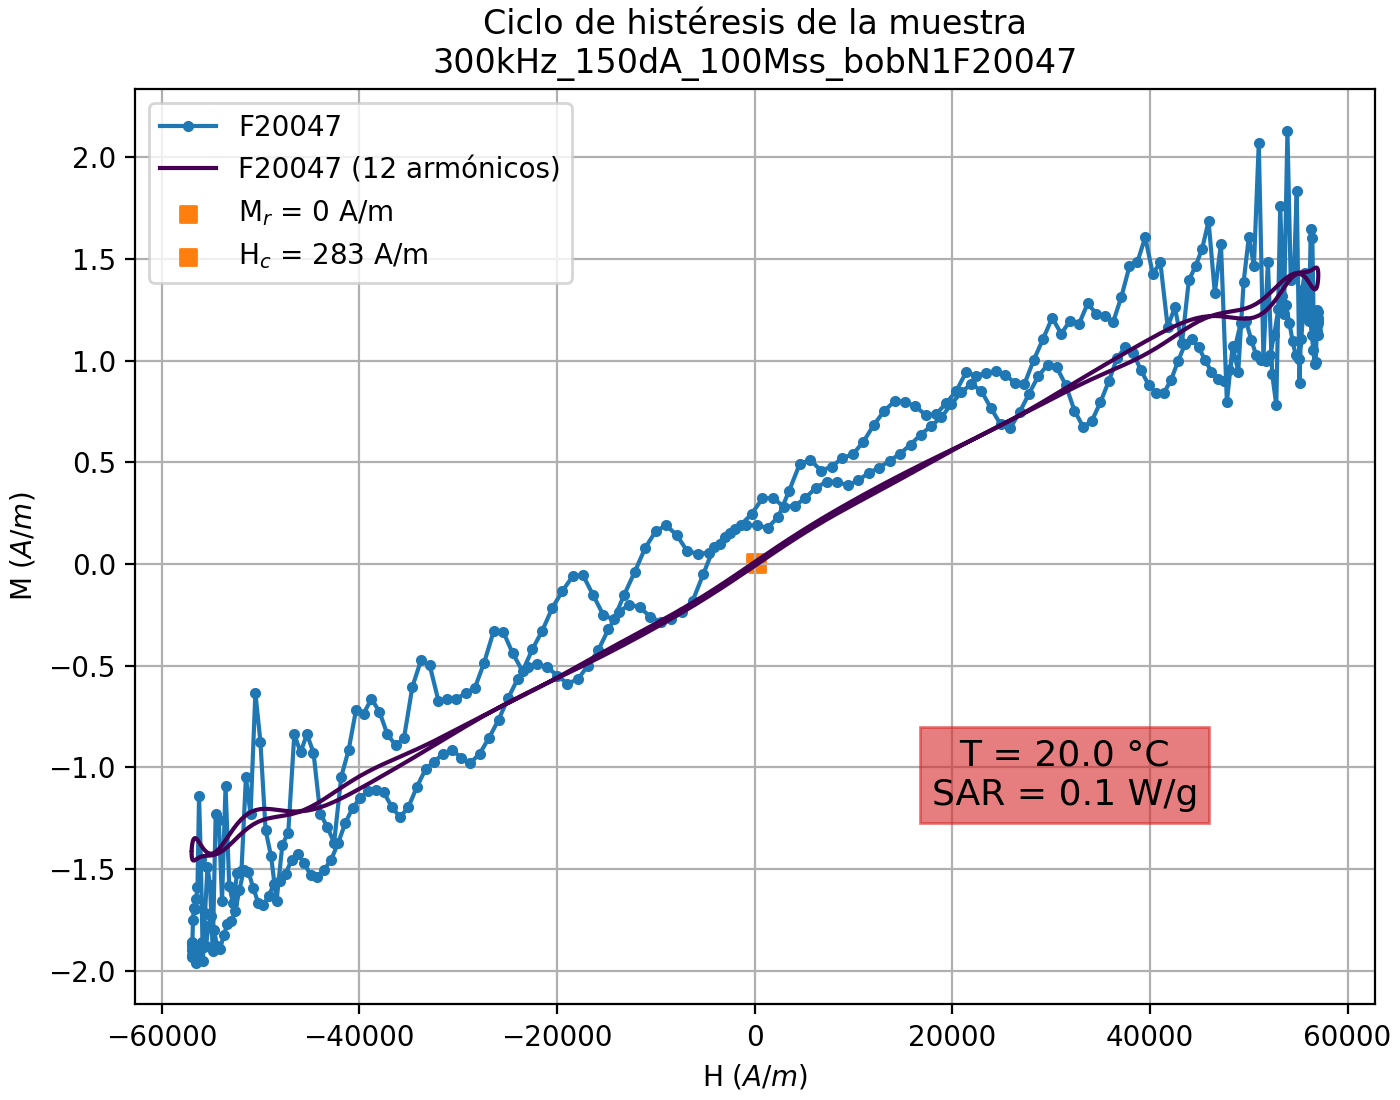 Ciclo de histéresis de la muestra
300kHz_150dA_100Mss_bobN1F20047
F20047
F20047 (12 armónicos)
Mᵣ = 0 A/m
H_c = 283 A/m
2.0
1.5
1.0
0.5
0.0
−0.5
−1.0
−1.5
−2.0
M (A/m)
T = 20.0 °C
SAR = 0.1 W/g
−60000 −40000 −20000 0 20000 40000 60000
H (A/m)